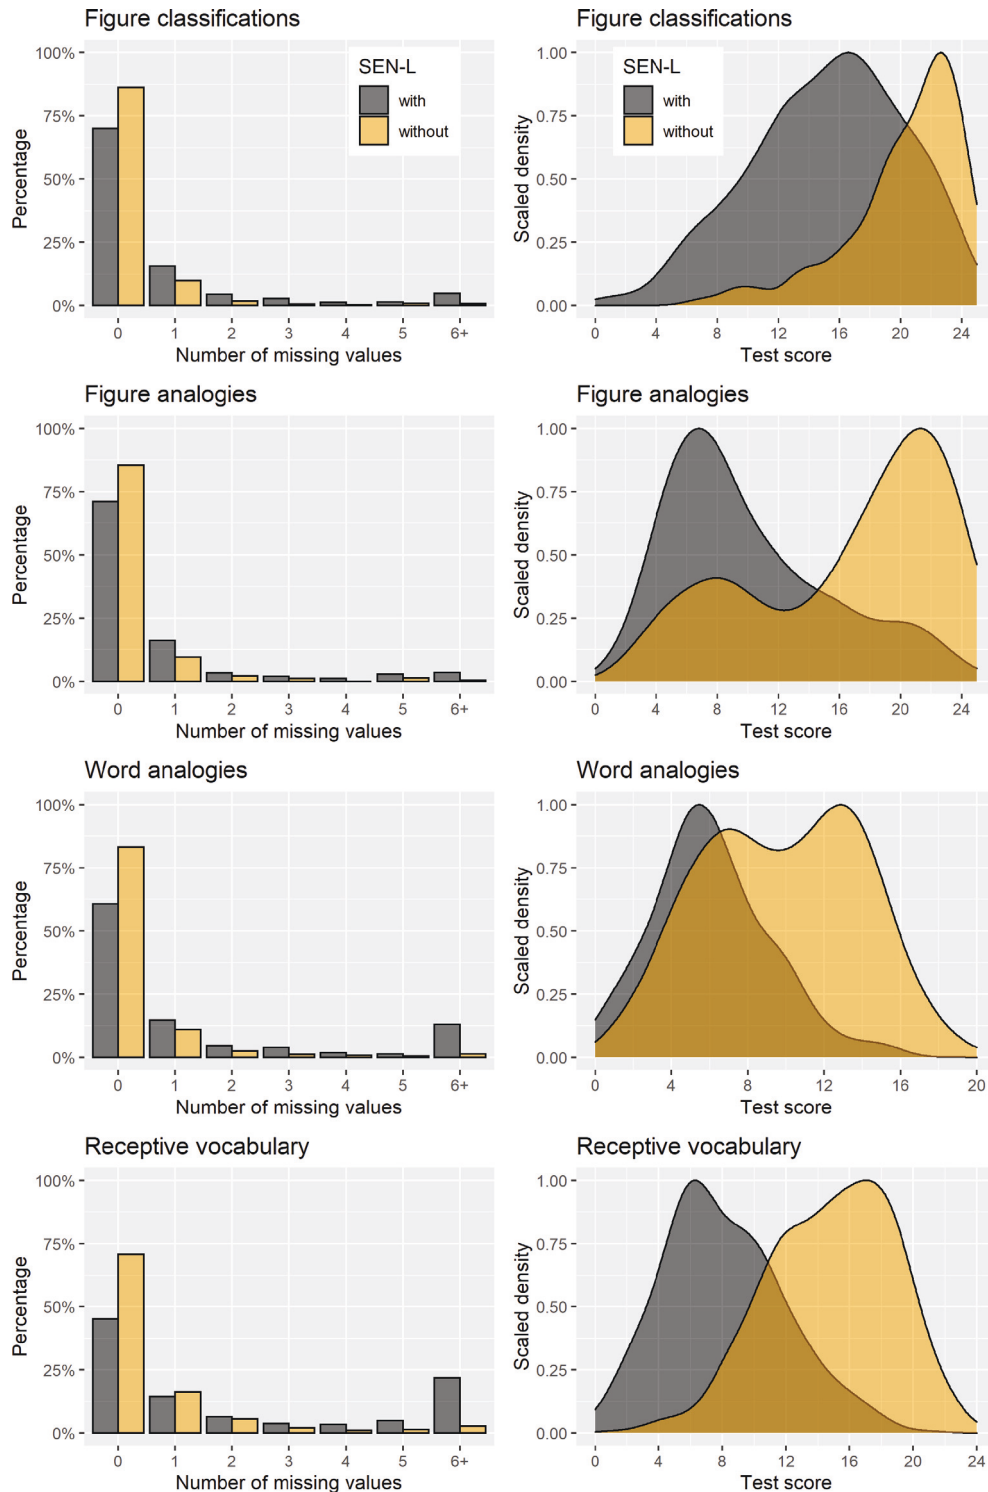 Figure classifications
100%
75%
50%
25%
0%
Percentage
SEN-L
with
without
0 1 2 3 4 5 6+
Number of missing values
Figure classifications
1.00
0.75
0.50
0.25
0.00
Scaled density
SEN-L
with
without
0 4 8 12 16 20 24
Test score
Figure analogies
100%
75%
50%
25%
0%
Percentage
0 1 2 3 4 5 6+
Number of missing values
Figure analogies
1.00
0.75
0.50
0.25
0.00
Scaled density
0 4 8 12 16 20 24
Test score
Word analogies
100%
75%
50%
25%
0%
Percentage
0 1 2 3 4 5 6+
Number of missing values
Word analogies
1.00
0.75
0.50
0.25
0.00
Scaled density
0 4 8 12 16 20
Test score
Receptive vocabulary
100%
75%
50%
25%
0%
Percentage
0 1 2 3 4 5 6+
Number of missing values
Receptive vocabulary
1.00
0.75
0.50
0.25
0.00
Scaled density
0 4 8 12 16 20 24
Test score